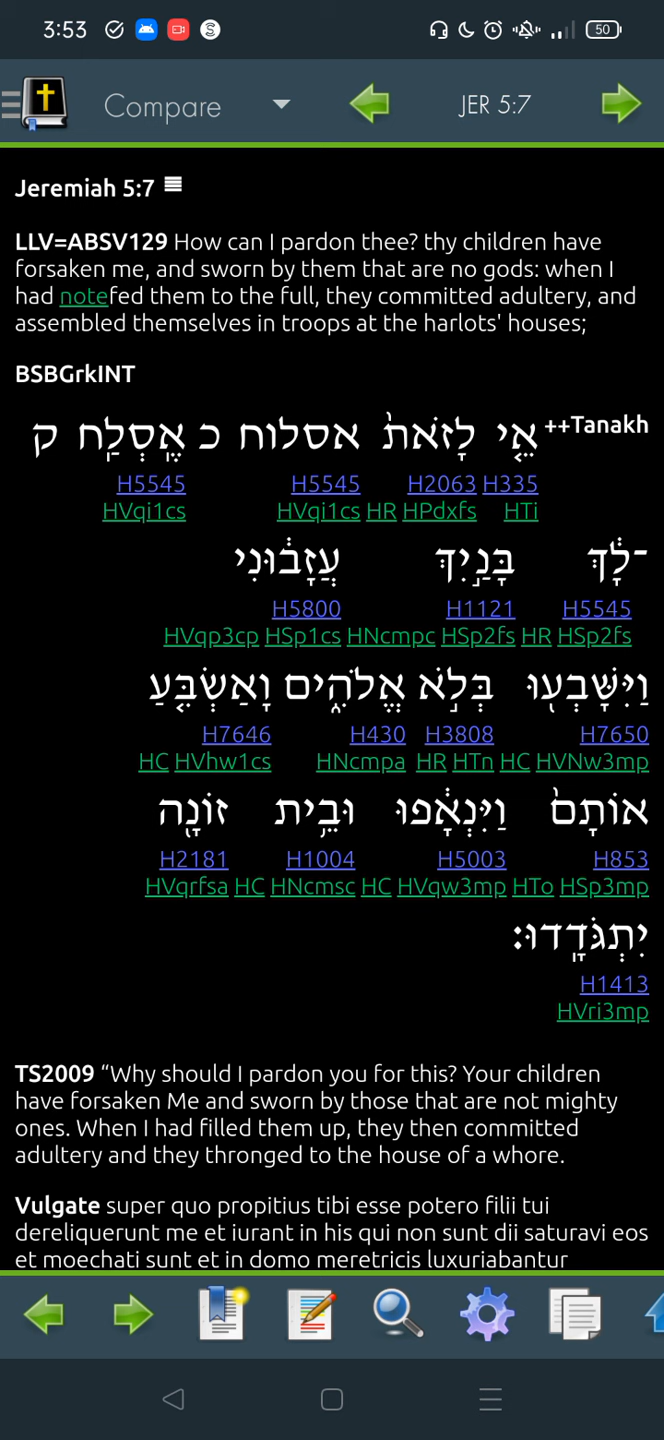 3:53
50
Compare
JER 5:7
Jeremiah 5:7
LLV=ABSV129 How can I pardon thee? thy children have
forsaken me, and sworn by them that are no gods: when I
had notefed them to the full, they committed adultery, and
assembled themselves in troops at the harlots' houses;
BSBGrkINT
++Tanakh אֵ֤י לָזֹאת֙ אסלוח כ אֶֽסְלַֽח ק
H335 H2063 H5545 H5545
HTi HPdxfs HR HVqi1cs HVqi1cs
־לָ֔ךְ בָּנַ֣יִךְ עֲזָב֔וּנִי
H5545 H1121 H5800
HSp2fs HR HSp2fs HNcmpc HSp1cs HVqp3cp
וַיִּשָּׁבְע֖וּ בְּלֹ֣א אֱלֹהִ֑ים וָאַשְׂבִּ֤עַ
H7650 H3808 H430 H7646
HVNw3mp HC HTn HR HNcmpa HVhw1cs HC
אוֹתָם֙ וַיִּנְאָ֔פוּ וּבֵ֥ית זוֹנָ֖ה
H853 H5003 H1004 H2181
HSp3mp HTo HVqw3mp HC HNcmsc HC HVqrfsa
יִתְגֹּדָֽדוּ׃
H1413
HVri3mp
TS2009 “Why should I pardon you for this? Your children
have forsaken Me and sworn by those that are not mighty
ones. When I had filled them up, they then committed
adultery and they thronged to the house of a whore.
Vulgate super quo propitius tibi esse potero filii tui
dereliquerunt me et iurant in his qui non sunt dii saturavi eos
et moechati sunt et in domo meretricis luxuriabantur